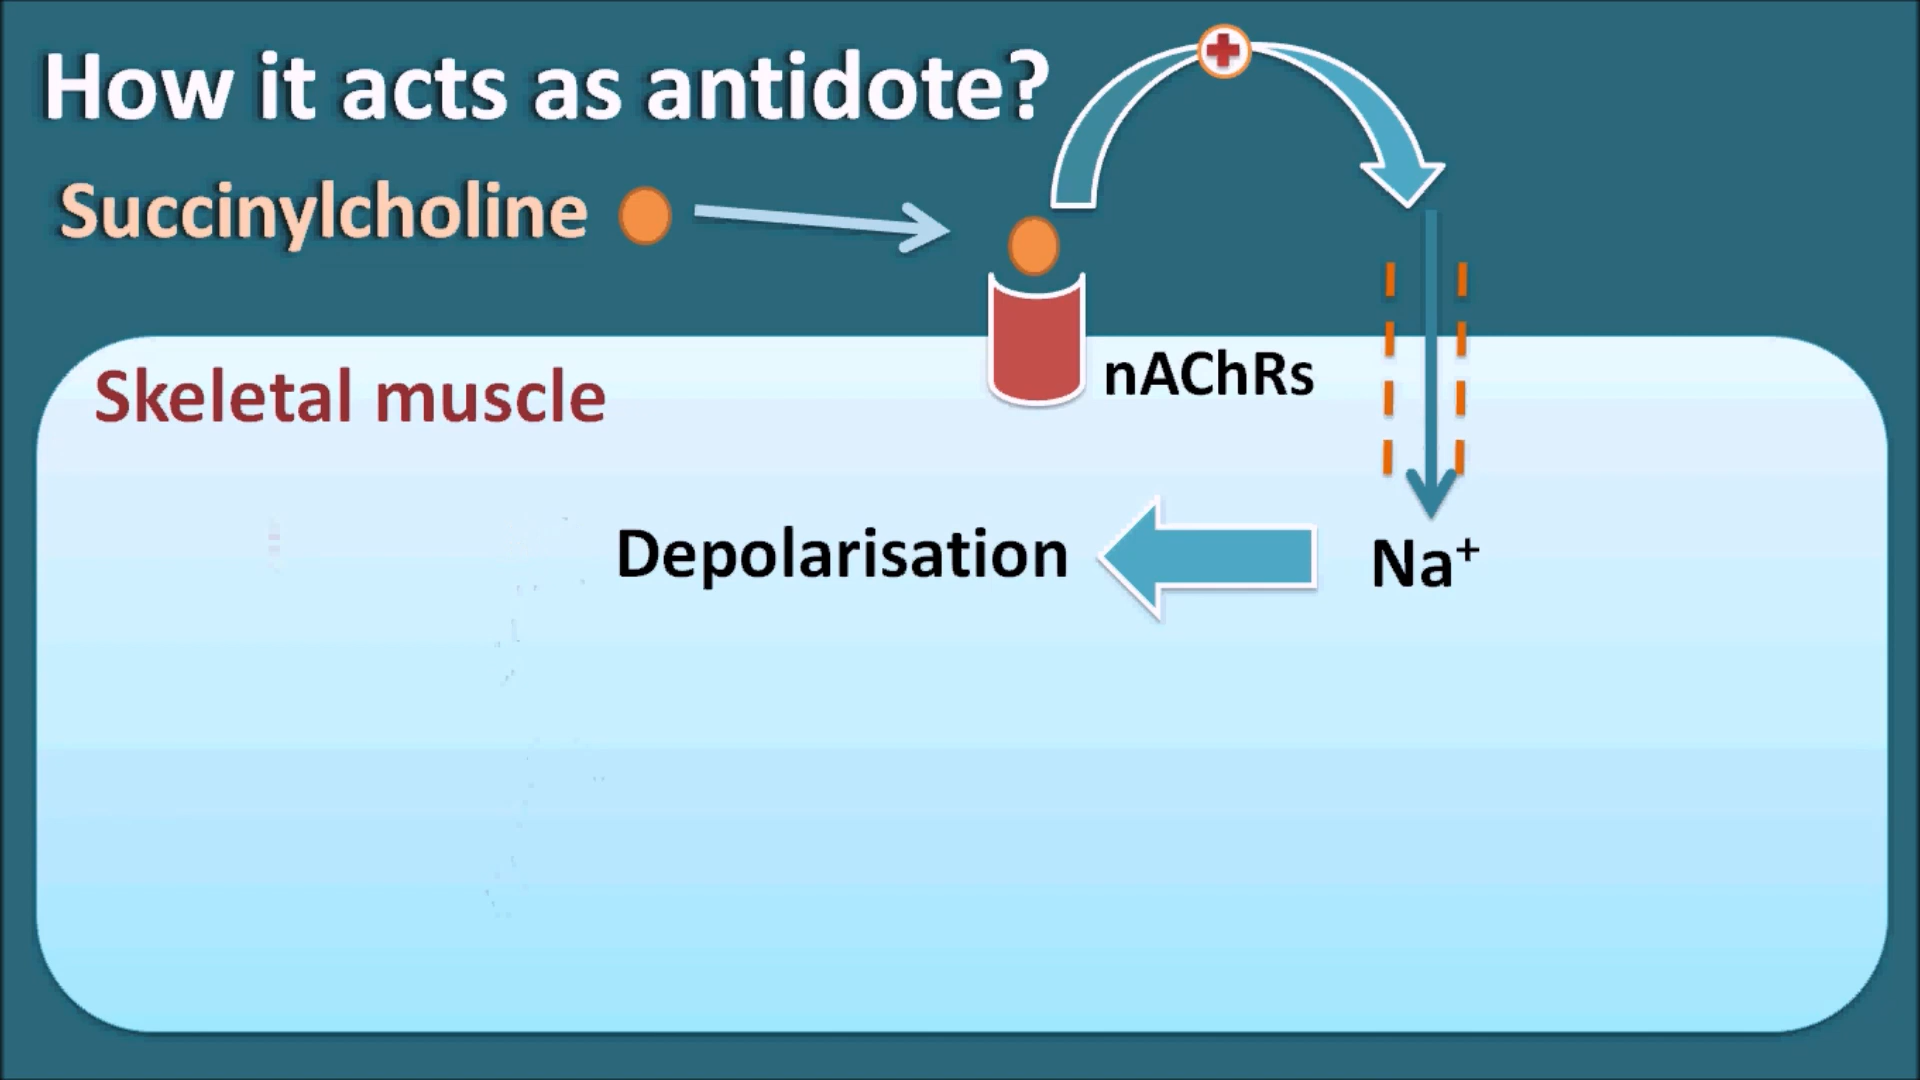 How it acts as antidote?
Succinylcholine
Skeletal muscle
nAChRs
Depolarisation
Na⁺